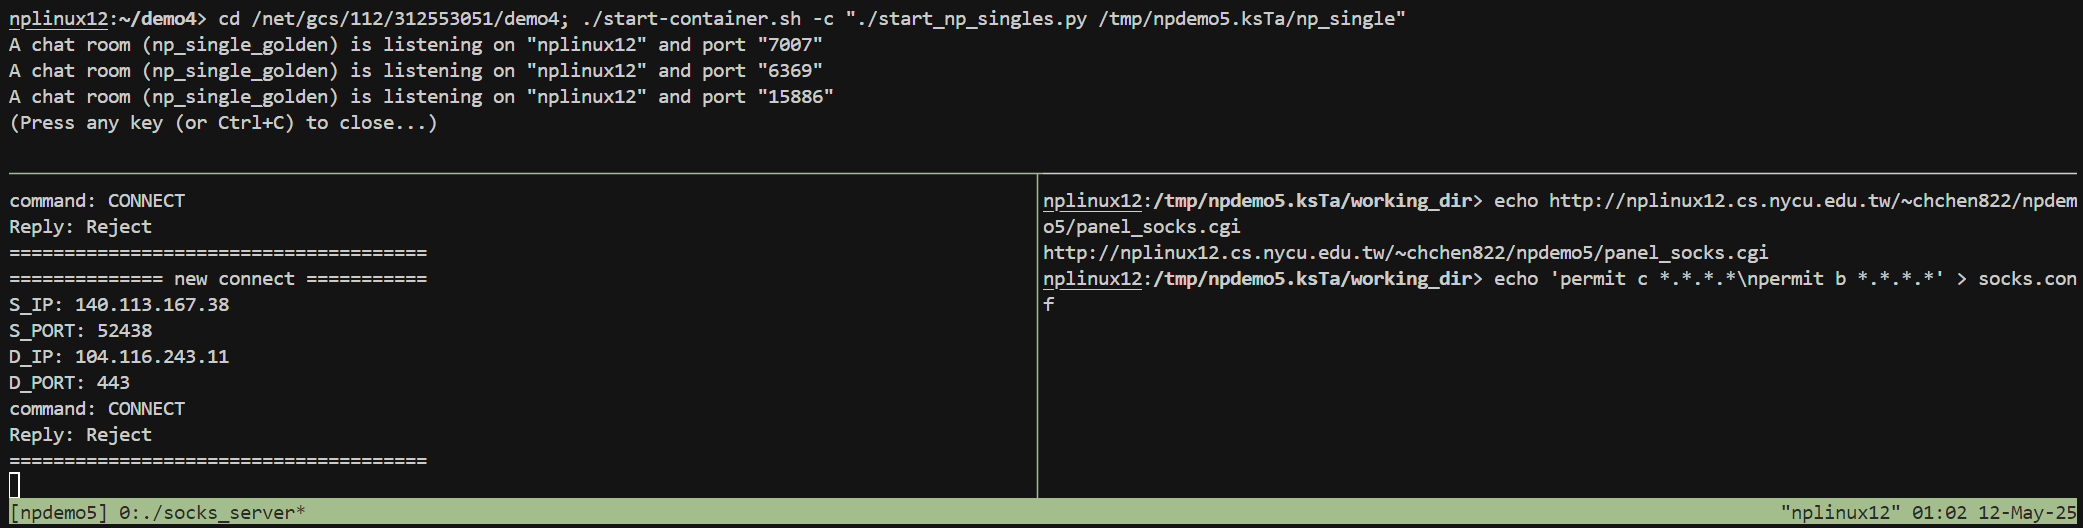 nplinux12:~/demo4> cd /net/gcs/112/312553051/demo4; ./start-container.sh -c "./start_np_singles.py /tmp/npdemo5.ksTa/np_single"
A chat room (np_single_golden) is listening on "nplinux12" and port "7007"
A chat room (np_single_golden) is listening on "nplinux12" and port "6369"
A chat room (np_single_golden) is listening on "nplinux12" and port "15886"
(Press any key (or Ctrl+C) to close...)
command: CONNECT
Reply: Reject
======================================
============== new connect ===========
S_IP: 140.113.167.38
S_PORT: 52438
D_IP: 104.116.243.11
D_PORT: 443
command: CONNECT
Reply: Reject
======================================
nplinux12:/tmp/npdemo5.ksTa/working_dir> echo http://nplinux12.cs.nycu.edu.tw/~chchen822/npdem
o5/panel_socks.cgi
http://nplinux12.cs.nycu.edu.tw/~chchen822/npdemo5/panel_socks.cgi
nplinux12:/tmp/npdemo5.ksTa/working_dir> echo 'permit c *.*.*.*\npermit b *.*.*.*' > socks.con
f
[npdemo5] 0:./socks_server* "nplinux12" 01:02 12-May-25